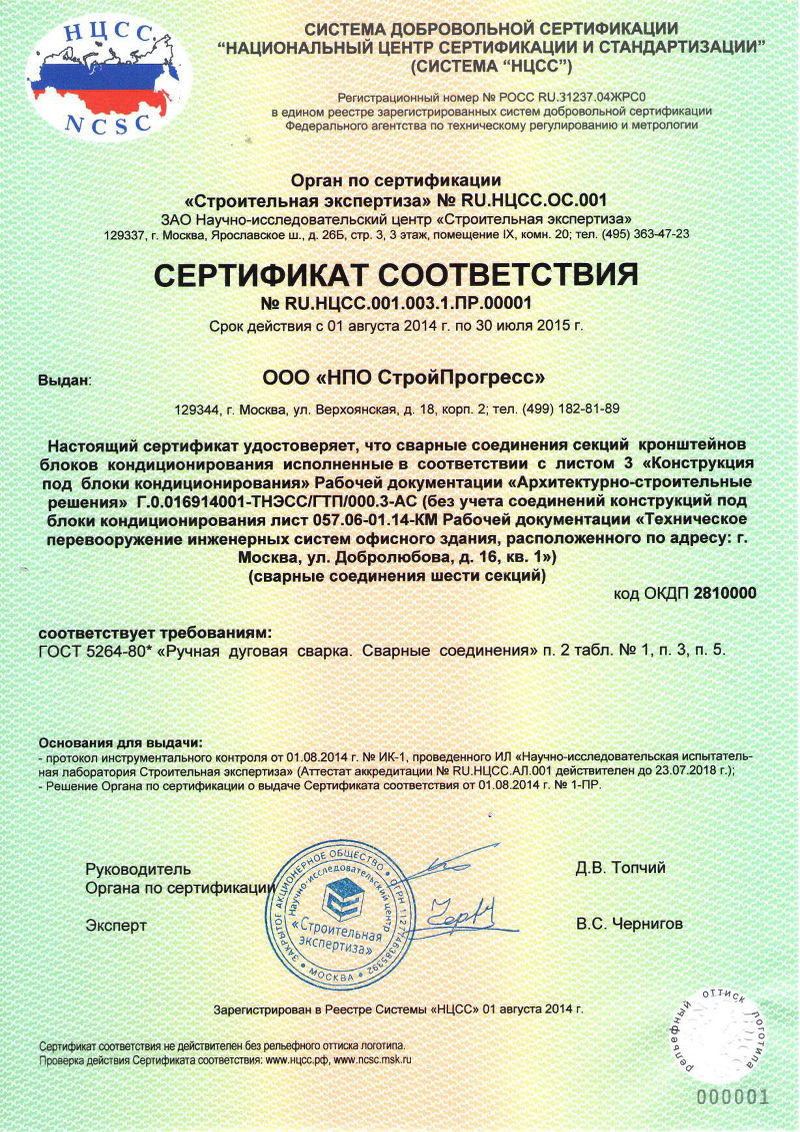 НЦСС
NCSC
СИСТЕМА ДОБРОВОЛЬНОЙ СЕРТИФИКАЦИИ
“НАЦИОНАЛЬНЫЙ ЦЕНТР СЕРТИФИКАЦИИ И СТАНДАРТИЗАЦИИ”
(СИСТЕМА “НЦСС”)
Регистрационный номер № РОСС RU.31237.04ЖРС0
в едином реестре зарегистрированных систем добровольной сертификации
Федерального агентства по техническому регулированию и метрологии
Орган по сертификации
«Строительная экспертиза» № RU.НЦСС.ОС.001
ЗАО Научно-исследовательский центр «Строительная экспертиза»
129337, г. Москва, Ярославское ш., д. 26Б, стр. 3, 3 этаж, помещение IX, комн. 20; тел. (495) 363-47-23
СЕРТИФИКАТ СООТВЕТСТВИЯ
№ RU.НЦСС.001.003.1.ПР.00001
Срок действия с 01 августа 2014 г. по 30 июля 2015 г.
Выдан: ООО «НПО СтройПрогресс»
129344, г. Москва, ул. Верхоянская, д. 18, корп. 2; тел. (499) 182-81-89
Настоящий сертификат удостоверяет, что сварные соединения секций кронштейнов
блоков кондиционирования исполненные в соответствии с листом 3 «Конструкция
под блоки кондиционирования» Рабочей документации «Архитектурно-строительные
решения» Г.0.016914001-ТНЭСС/ГТП/000.3-АС (без учета соединений конструкций под
блоки кондиционирования лист 057.06-01.14-КМ Рабочей документации «Техническое
перевооружение инженерных систем офисного здания, расположенного по адресу: г.
Москва, ул. Добролюбова, д. 16, кв. 1»)
(сварные соединения шести секций)
код ОКДП 2810000
соответствует требованиям:
ГОСТ 5264-80* «Ручная дуговая сварка. Сварные соединения» п. 2 табл. № 1, п. 3, п. 5.
Основания для выдачи:
- протокол инструментального контроля от 01.08.2014 г. № ИК-1, проведенного ИЛ «Научно-исследовательская испытатель-
ная лаборатория Строительная экспертиза» (Аттестат аккредитации № RU.НЦСС.АЛ.001 действителен до 23.07.2018 г.);
- Решение Органа по сертификации о выдаче Сертификата соответствия от 01.08.2014 г. № 1-ПР.
Руководитель
Органа по сертификации
Д.В. Топчий
Эксперт
В.С. Чернигов
ЗАКРЫТОЕ АКЦИОНЕРНОЕ ОБЩЕСТВО • ОГРН 1127746385392
• МОСКВА •
Научно-исследовательский центр
«Строительная
экспертиза»
Зарегистрирован в Реестре Системы «НЦСС» 01 августа 2014 г.
рельефный оттиск логотипа
Сертификат соответствия не действителен без рельефного оттиска логотипа.
Проверка действия Сертификата соответствия: www.нцсс.рф, www.ncsc.msk.ru
000001